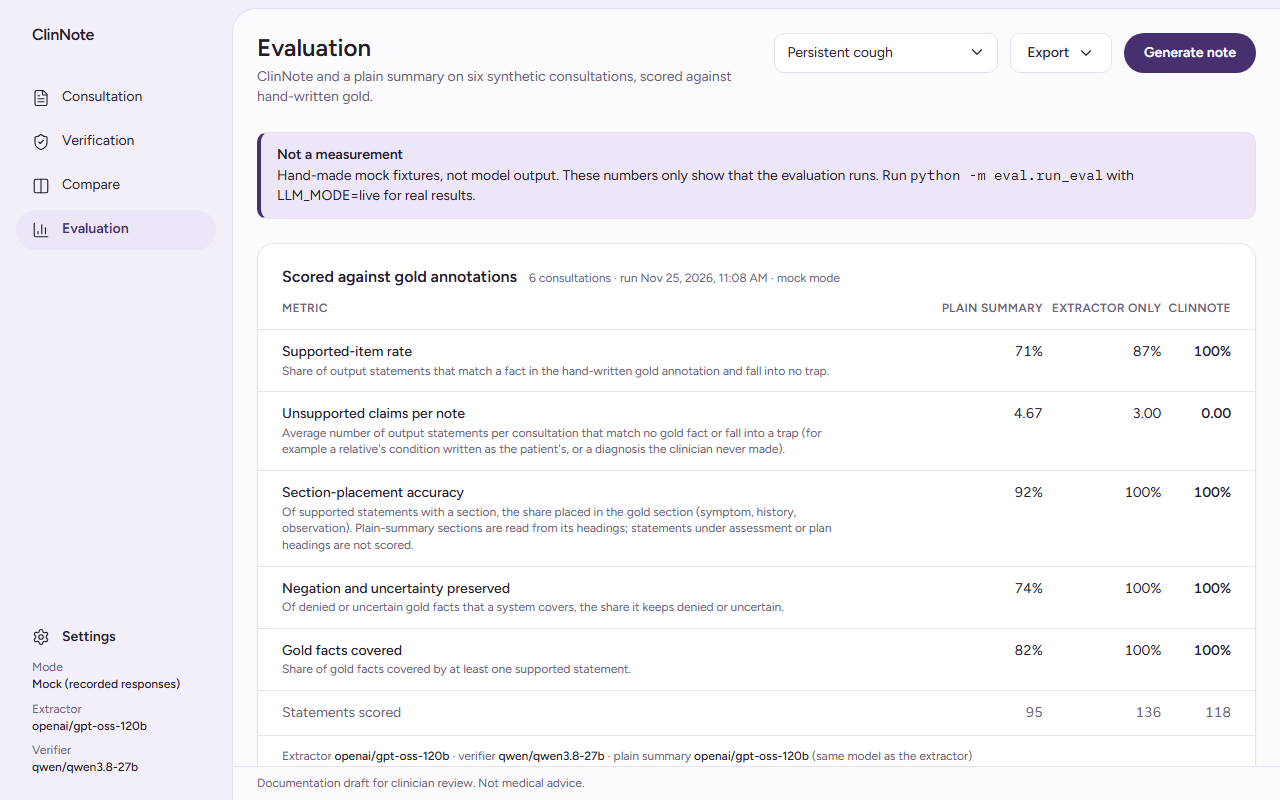 ClinNote
Consultation
Verification
Compare
Evaluation
Settings
Mode
Mock (recorded responses)
Extractor
openai/gpt-oss-120b
Verifier
qwen/qwen3.8-27b
Evaluation
ClinNote and a plain summary on six synthetic consultations, scored against
hand-written gold.
Persistent cough
Export
Generate note
Not a measurement
Hand-made mock fixtures, not model output. These numbers only show that the evaluation runs. Run python -m eval.run_eval with
LLM_MODE=live for real results.
Scored against gold annotations 6 consultations · run Nov 25, 2026, 11:08 AM · mock mode
METRIC PLAIN SUMMARY EXTRACTOR ONLY CLINNOTE
Supported-item rate 71% 87% 100%
Share of output statements that match a fact in the hand-written gold annotation and fall into no trap.
Unsupported claims per note 4.67 3.00 0.00
Average number of output statements per consultation that match no gold fact or fall into a trap (for
example a relative's condition written as the patient's, or a diagnosis the clinician never made).
Section-placement accuracy 92% 100% 100%
Of supported statements with a section, the share placed in the gold section (symptom, history,
observation). Plain-summary sections are read from its headings; statements under assessment or plan
headings are not scored.
Negation and uncertainty preserved 74% 100% 100%
Of denied or uncertain gold facts that a system covers, the share it keeps denied or uncertain.
Gold facts covered 82% 100% 100%
Share of gold facts covered by at least one supported statement.
Statements scored 95 136 118
Extractor openai/gpt-oss-120b · verifier qwen/qwen3.8-27b · plain summary openai/gpt-oss-120b (same model as the extractor)
Documentation draft for clinician review. Not medical advice.